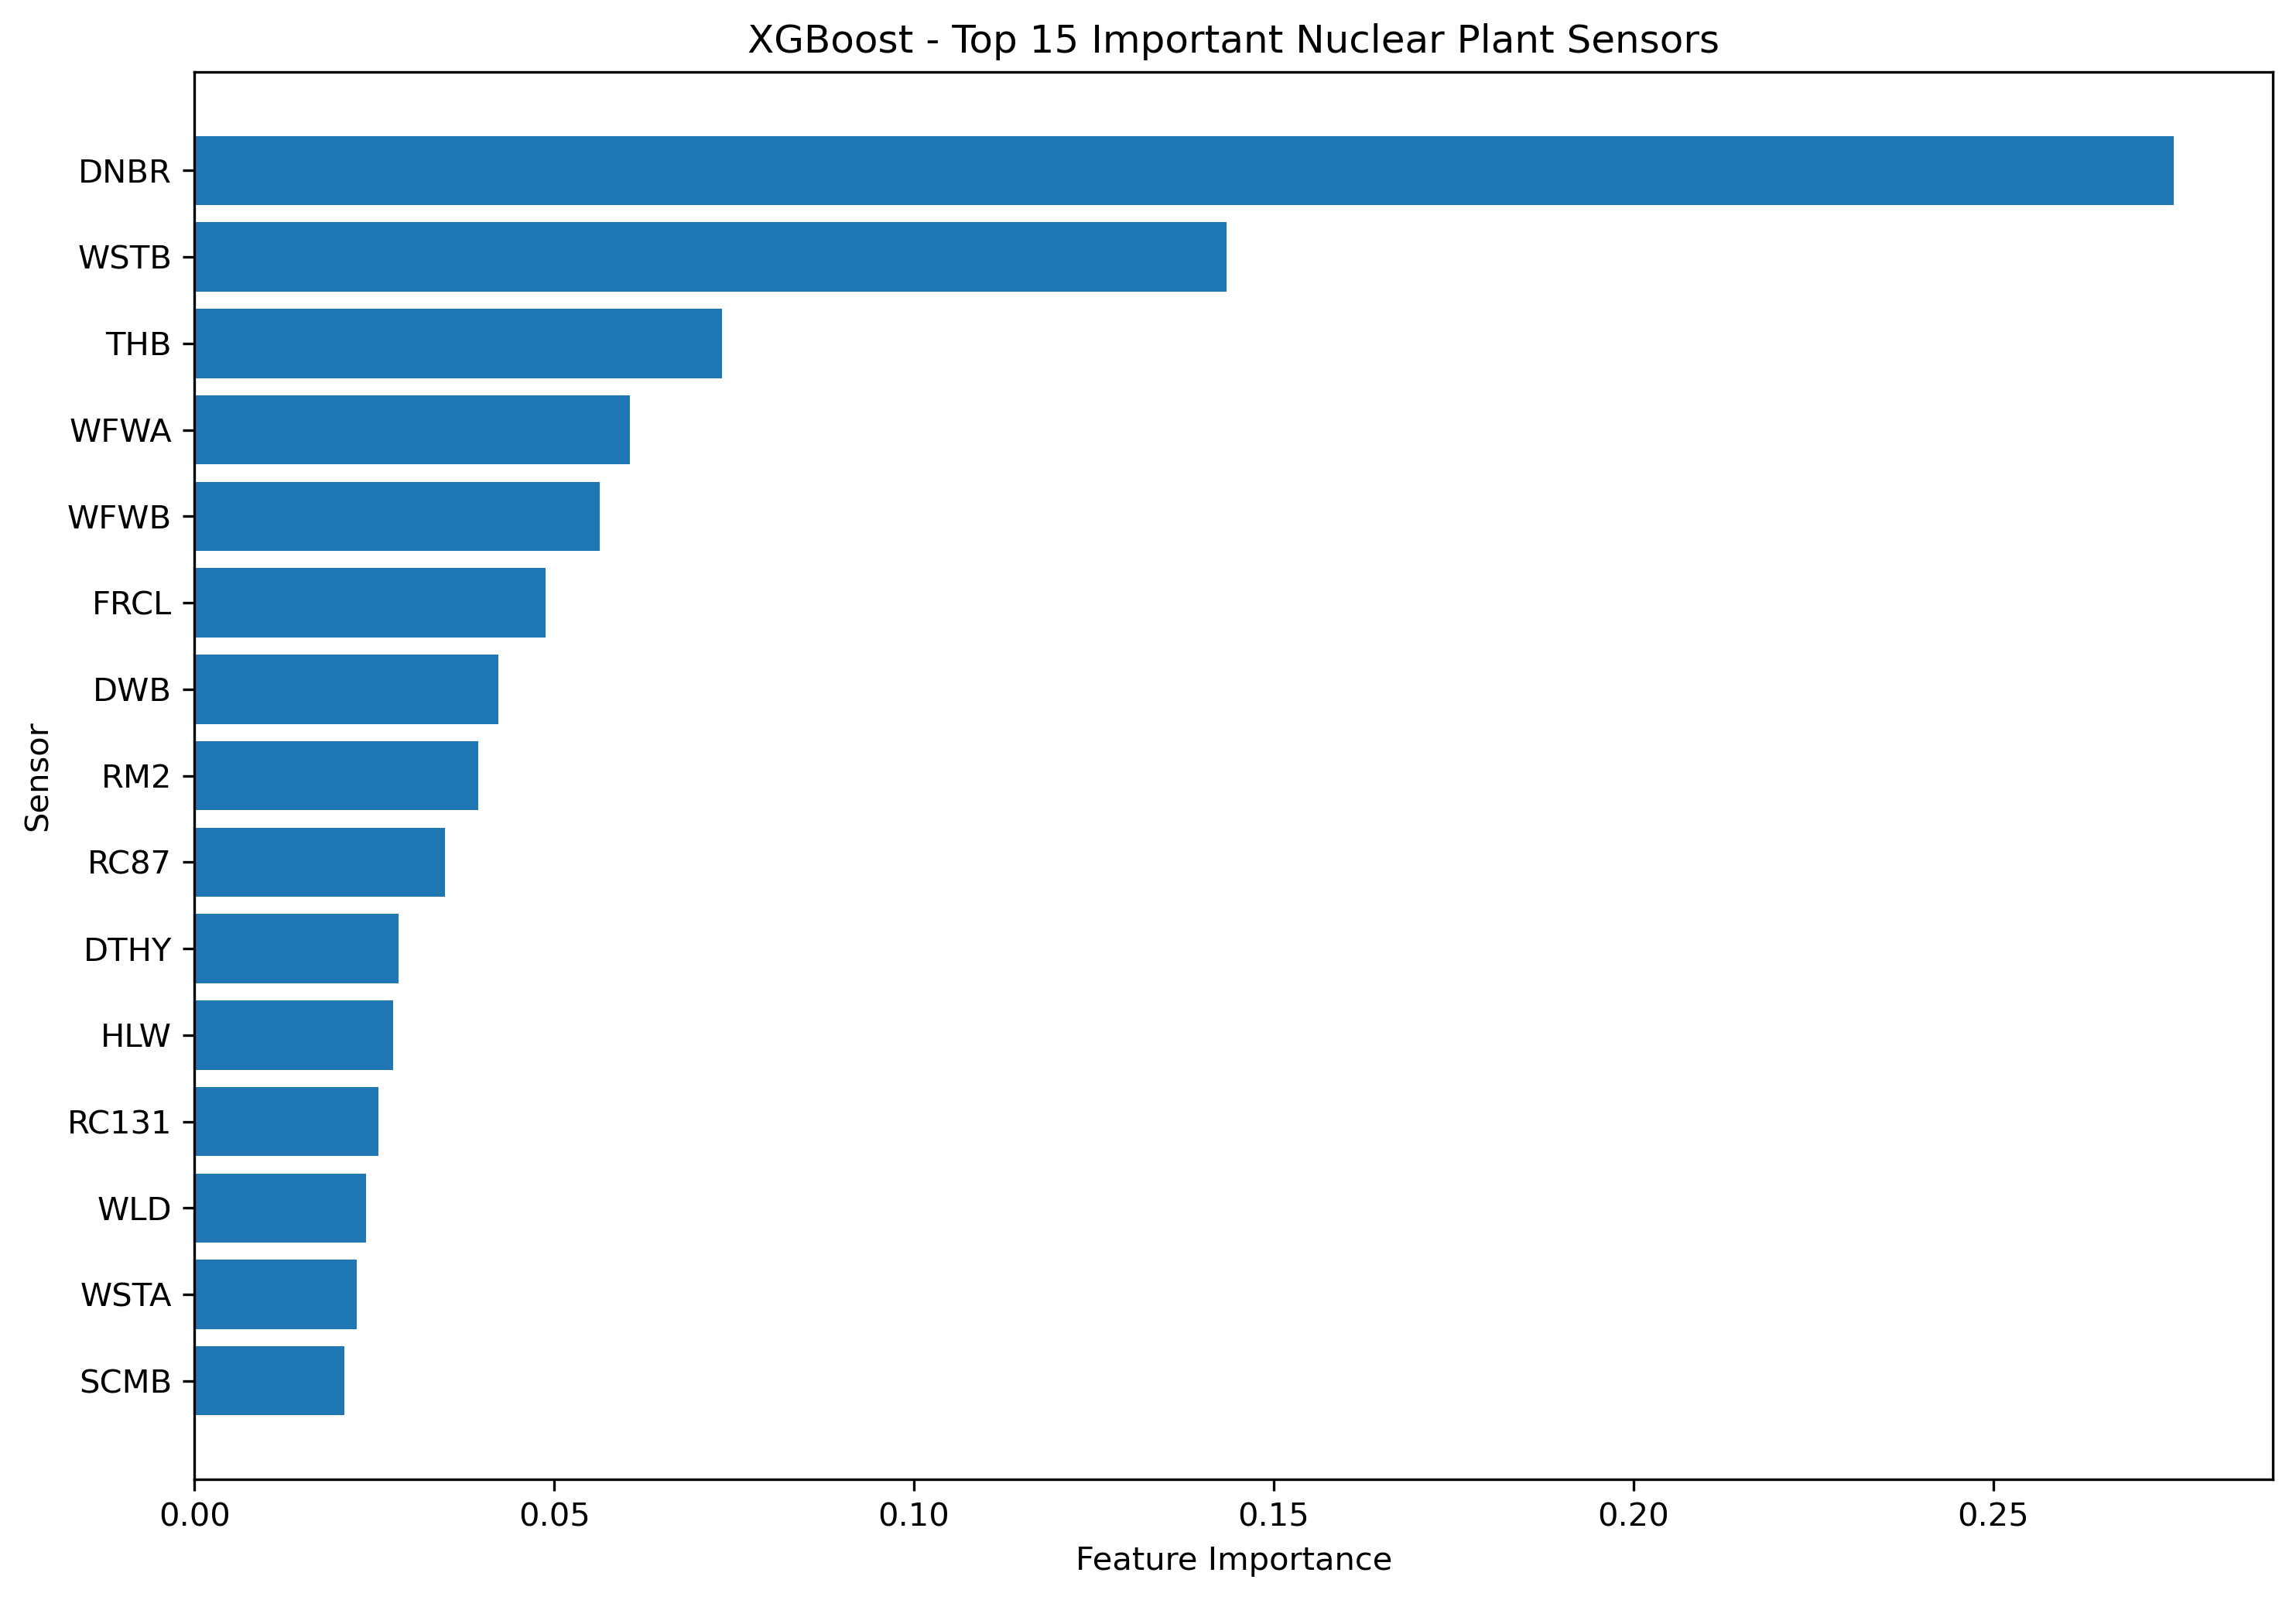 XGBoost - Top 15 Important Nuclear Plant Sensors
DNBR
WSTB
THB
WFWA
WFWB
FRCL
DWB
RM2
RC87
DTHY
HLW
RC131
WLD
WSTA
SCMB
Sensor
0.00 0.05 0.10 0.15 0.20 0.25
Feature Importance